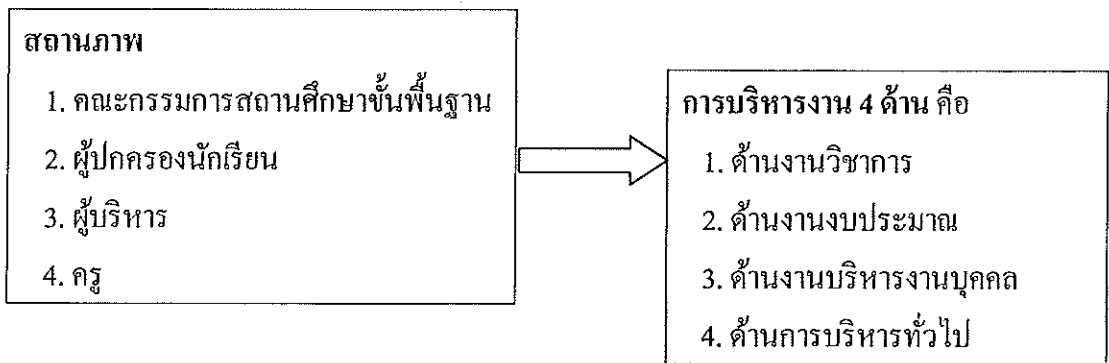 สถานภาพ
1. คณะกรรมการสถานศึกษาขั้นพื้นฐาน
2. ผู้ปกครองนักเรียน
3. ผู้บริหาร
4. ครู
การบริหารงาน 4 ด้าน คือ
1. ด้านงานวิชาการ
2. ด้านงานงบประมาณ
3. ด้านงานบริหารงานบุคคล
4. ด้านการบริหารทั่วไป